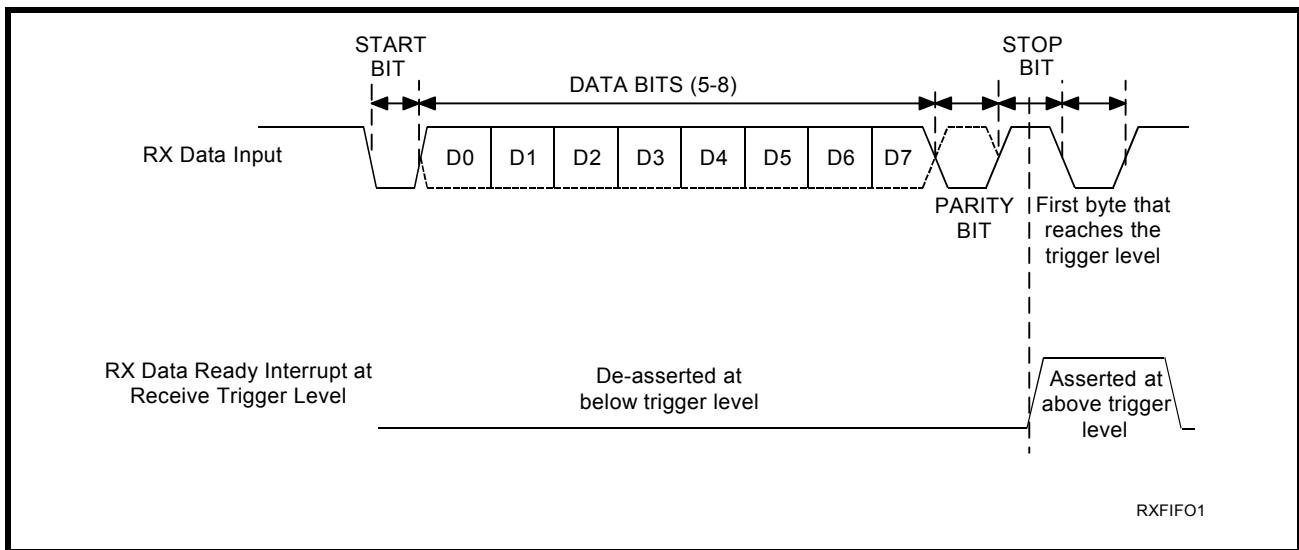 START
BIT
STOP
BIT
DATA BITS (5-8)
RX Data Input
D0 D1 D2 D3 D4 D5 D6 D7
PARITY
BIT
First byte that
reaches the
trigger level
RX Data Ready Interrupt at
Receive Trigger Level
De-asserted at
below trigger level
Asserted at
above trigger
level
RXFIFO1